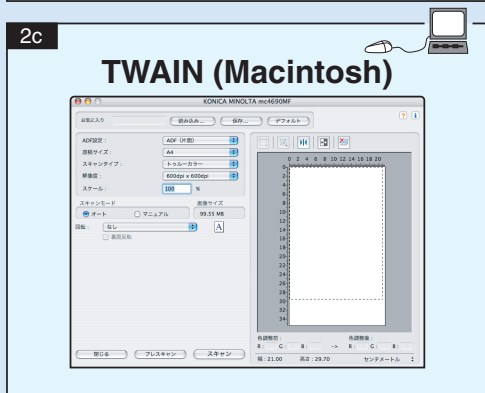 2c
TWAIN (Macintosh)
KONICA MINOLTA mc4690MF
お気に入り 読み込み... 保存... デフォルト ? i
ADF設定： ADF（片面）
原稿サイズ： A4
スキャンタイプ： トゥルーカラー
解像度： 600dpi x 600dpi
スケール： 100 %
スキャンモード 画像サイズ
オート マニュアル 99.55 MB
回転： なし A
裏面反転
0 2 4 6 8 10 12 14 16 18 20
0
2
4
6
8
10
12
14
16
18
20
22
24
26
28
30
32
34
色調整前： 色調整後：
R： G： B： -> R： G： B：
閉じる プレスキャン スキャン
幅：21.00 高さ：29.70 センチメートル